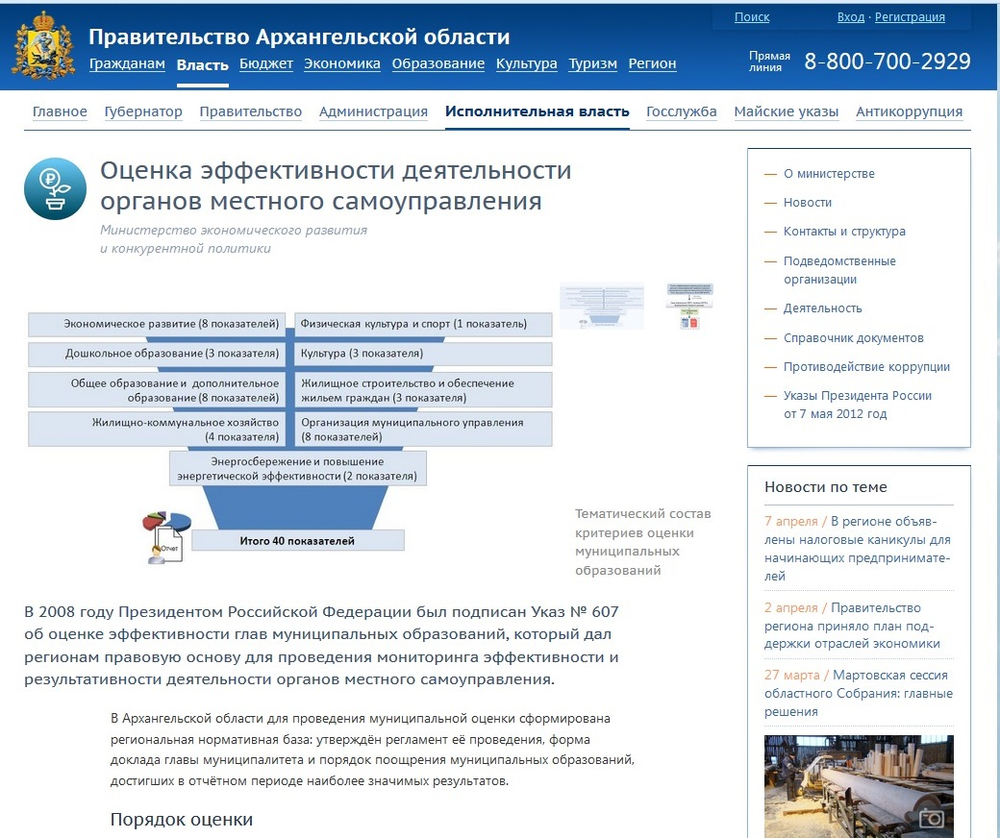 Поиск
Вход · Регистрация
Правительство Архангельской области
Гражданам Власть Бюджет Экономика Образование Культура Туризм Регион
Прямая
линия
8-800-700-2929
Главное Губернатор Правительство Администрация Исполнительная власть Госслужба Майские указы Антикоррупция
Оценка эффективности деятельности
органов местного самоуправления
Министерство экономического развития
и конкурентной политики
Экономическое развитие (8 показателей)
Физическая культура и спорт (1 показатель)
Дошкольное образование (3 показателя)
Культура (3 показателя)
Общее образование и дополнительное
образование (8 показателей)
Жилищное строительство и обеспечение
жильем граждан (3 показателя)
Жилищно-коммунальное хозяйство
(4 показателя)
Организация муниципального управления
(8 показателей)
Энергосбережение и повышение
энергетической эффективности (2 показателя)
Отчет
Итого 40 показателей
Тематический состав
критериев оценки
муниципальных
образований
В 2008 году Президентом Российской Федерации был подписан Указ № 607
об оценке эффективности глав муниципальных образований, который дал
регионам правовую основу для проведения мониторинга эффективности и
результативности деятельности органов местного самоуправления.
В Архангельской области для проведения муниципальной оценки сформирована
региональная нормативная база: утверждён регламент её проведения, форма
доклада главы муниципалитета и порядок поощрения муниципальных образований,
достигших в отчётном периоде наиболее значимых результатов.
Порядок оценки
— О министерстве
— Новости
— Контакты и структура
— Подведомственные
организации
— Деятельность
— Справочник документов
— Противодействие коррупции
— Указы Президента России
от 7 мая 2012 год
Новости по теме
7 апреля / В регионе объяв-
лены налоговые каникулы для
начинающих предпринимате-
лей
2 апреля / Правительство
региона приняло план под-
держки отраслей экономики
27 марта / Мартовская сессия
областного Собрания: главные
решения